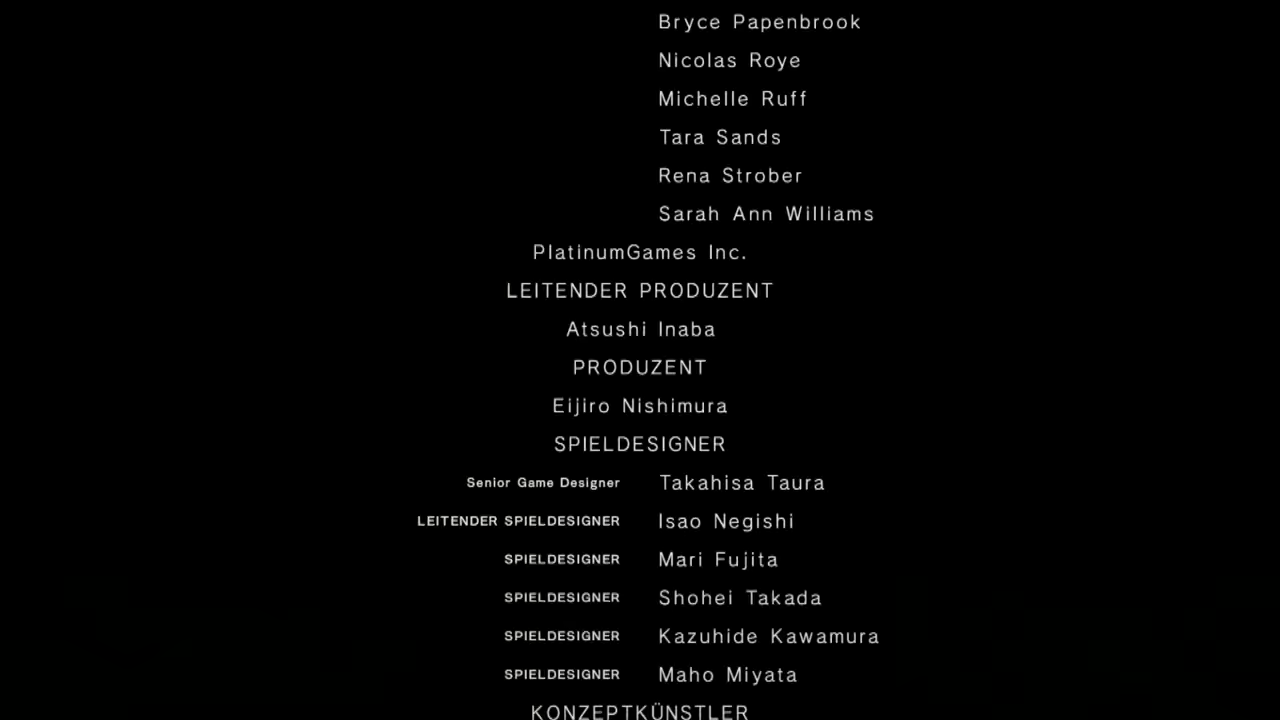 Bryce Papenbrook
Nicolas Roye
Michelle Ruff
Tara Sands
Rena Strober
Sarah Ann Williams
PlatinumGames Inc.
LEITENDER PRODUZENT
Atsushi Inaba
PRODUZENT
Eijiro Nishimura
SPIELDESIGNER
Senior Game Designer Takahisa Taura
LEITENDER SPIELDESIGNER Isao Negishi
SPIELDESIGNER Mari Fujita
SPIELDESIGNER Shohei Takada
SPIELDESIGNER Kazuhide Kawamura
SPIELDESIGNER Maho Miyata
KONZEPTKÜNSTLER